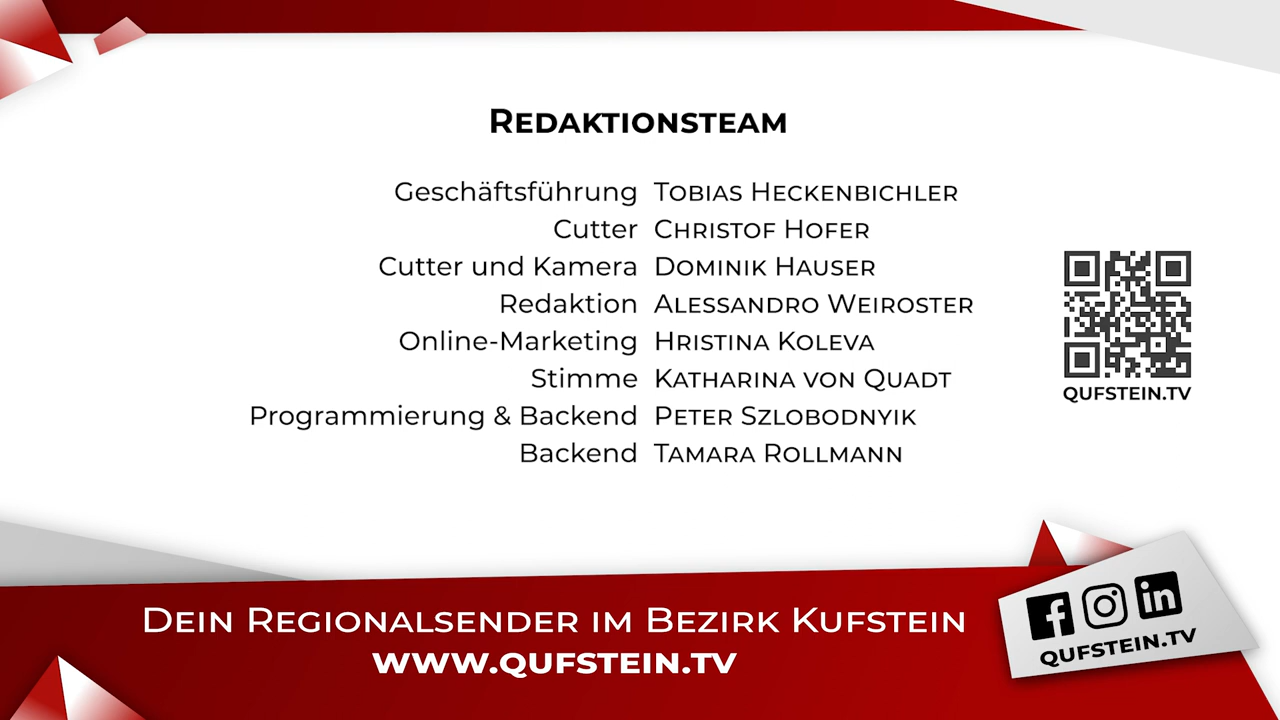 Redaktionsteam
Geschäftsführung Tobias Heckenbichler
Cutter Christof Hofer
Cutter und Kamera Dominik Hauser
Redaktion Alessandro Weiroster
Online-Marketing Hristina Koleva
Stimme Katharina von Quadt
Programmierung & Backend Peter Szlobodnyik
Backend Tamara Rollmann
QUFSTEIN.TV
Dein Regionalsender im Bezirk Kufstein
www.qufstein.tv
QUFSTEIN.TV